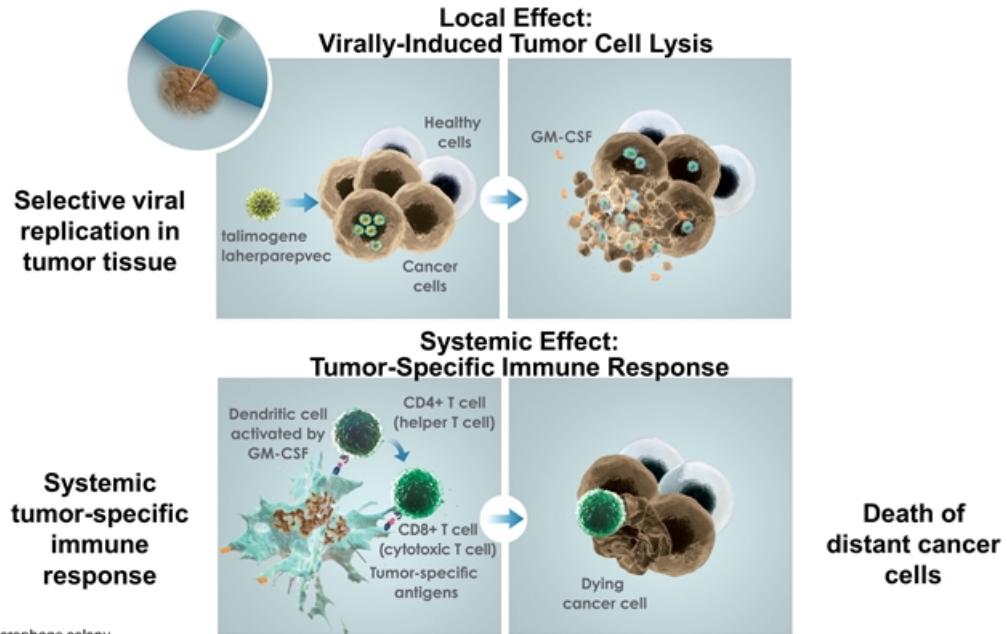 Local Effect:
Virally-Induced Tumor Cell Lysis
Healthy
cells
GM-CSF
Selective viral
replication in
tumor tissue
talimogene
laherparepvec
Cancer
cells
Systemic Effect:
Tumor-Specific Immune Response
Dendritic cell
activated by
GM-CSF
CD4+ T cell
(helper T cell)
Systemic
tumor-specific
immune
response
CD8+ T cell
(cytotoxic T cell)
Tumor-specific
antigens
Dying
cancer cell
Death of
distant cancer
cells